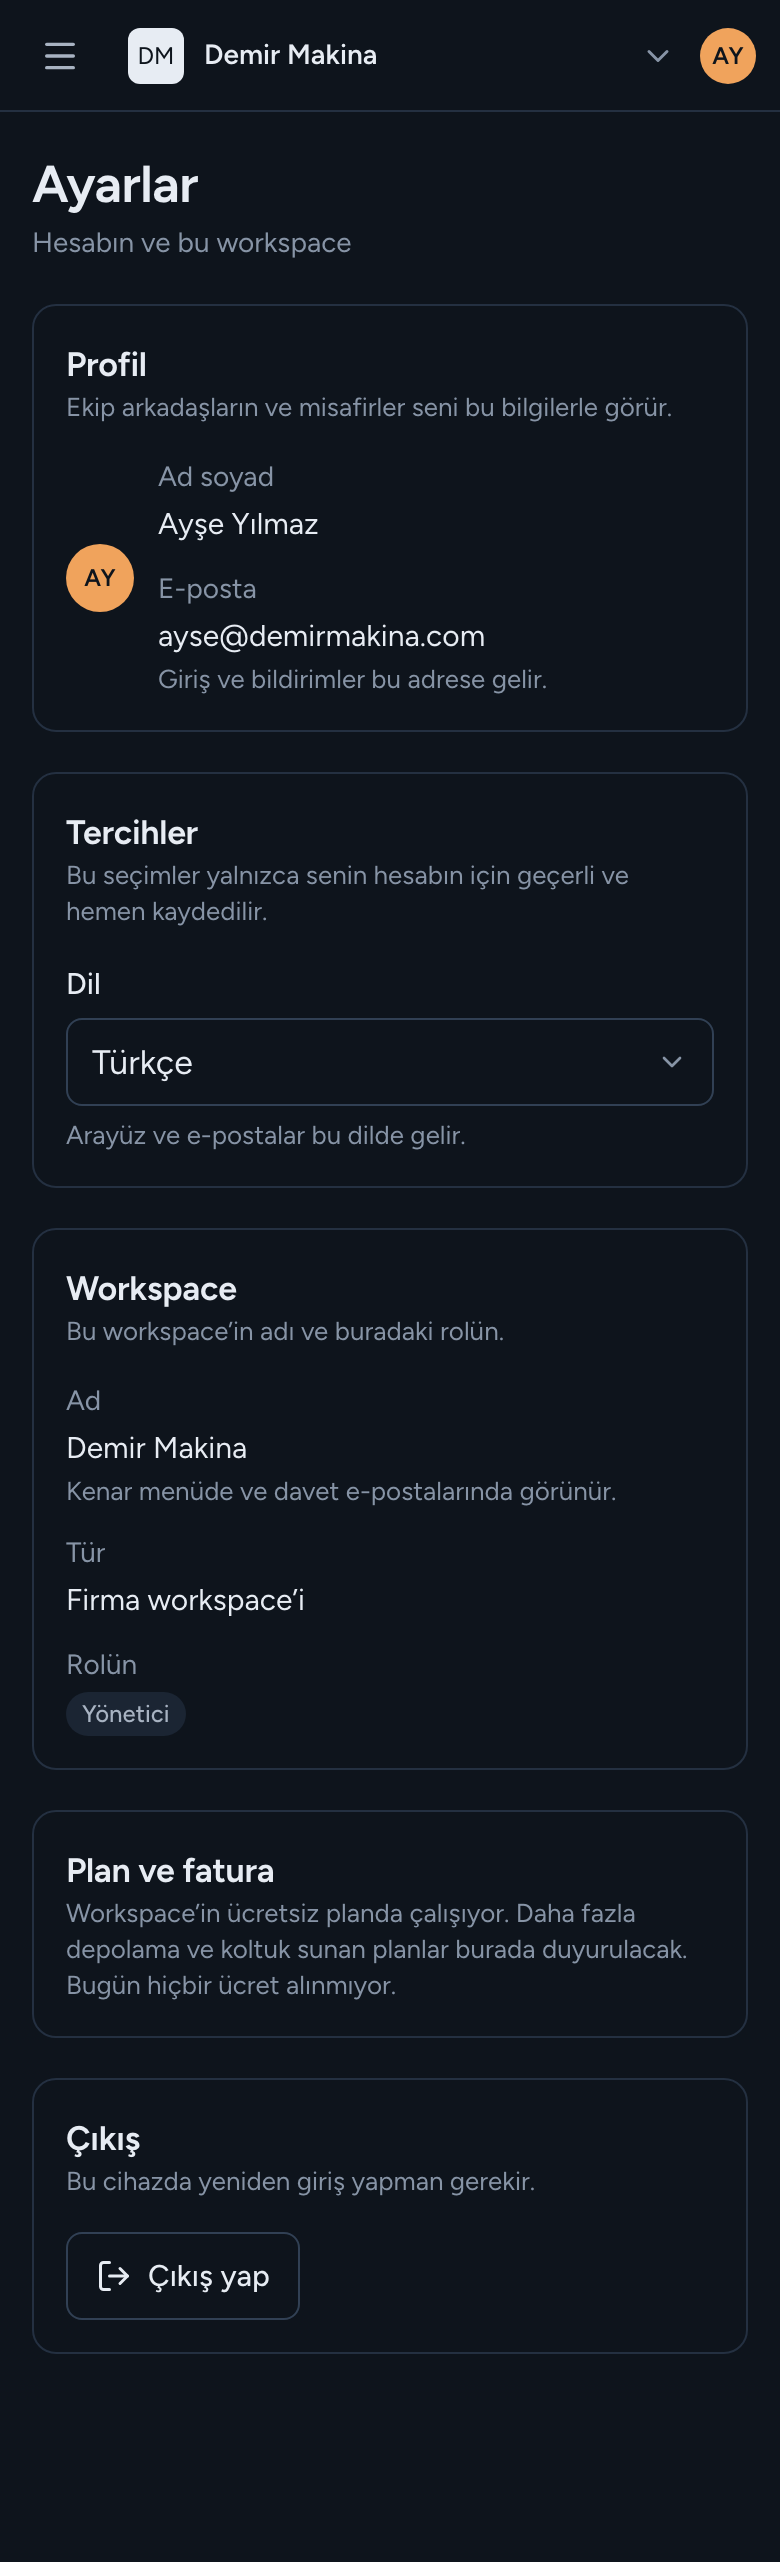 DM Demir Makina AY
Ayarlar
Hesabın ve bu workspace
Profil
Ekip arkadaşların ve misafirler seni bu bilgilerle görür.
Ad soyad
Ayşe Yılmaz
AY
E-posta
ayse@demirmakina.com
Giriş ve bildirimler bu adrese gelir.
Tercihler
Bu seçimler yalnızca senin hesabın için geçerli ve
hemen kaydedilir.
Dil
Türkçe
Arayüz ve e-postalar bu dilde gelir.
Workspace
Bu workspace’in adı ve buradaki rolün.
Ad
Demir Makina
Kenar menüde ve davet e-postalarında görünür.
Tür
Firma workspace’i
Rolün
Yönetici
Plan ve fatura
Workspace’in ücretsiz planda çalışıyor. Daha fazla
depolama ve koltuk sunan planlar burada duyurulacak.
Bugün hiçbir ücret alınmıyor.
Çıkış
Bu cihazda yeniden giriş yapman gerekir.
Çıkış yap